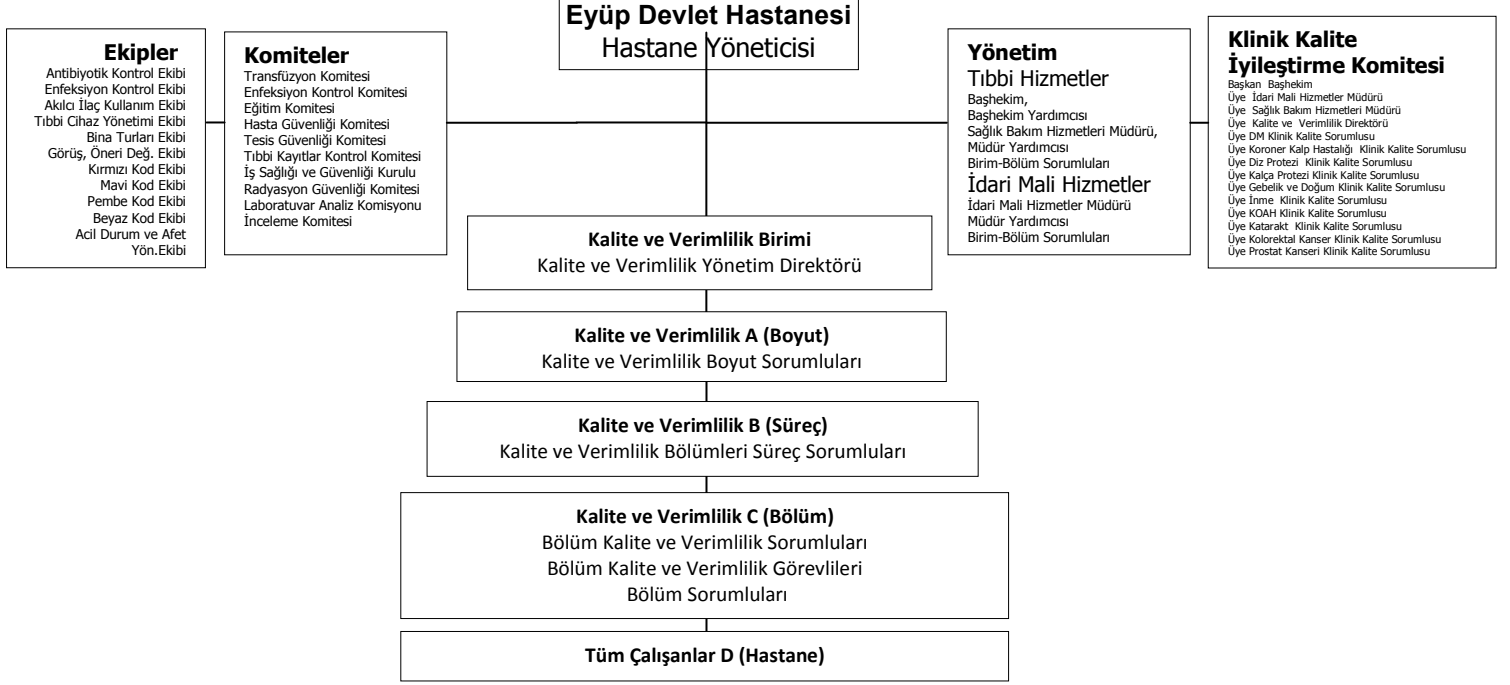 Eyüp Devlet Hastanesi
Hastane Yöneticisi
Ekipler
Antibiyotik Kontrol Ekibi
Enfeksiyon Kontrol Ekibi
Akılcı İlaç Kullanım Ekibi
Tıbbi Cihaz Yönetimi Ekibi
Bina Turları Ekibi
Görüş, Öneri Değ. Ekibi
Kırmızı Kod Ekibi
Mavi Kod Ekibi
Pembe Kod Ekibi
Beyaz Kod Ekibi
Acil Durum ve Afet
Yön.Ekibi
Komiteler
Transfüzyon Komitesi
Enfeksiyon Kontrol Komitesi
Eğitim Komitesi
Hasta Güvenliği Komitesi
Tesis Güvenliği Komitesi
Tıbbi Kayıtlar Kontrol Komitesi
İş Sağlığı ve Güvenliği Kurulu
Radyasyon Güvenliği Komitesi
Laboratuvar Analiz Komisyonu
İnceleme Komitesi
Yönetim
Tıbbi Hizmetler
Başhekim,
Başhekim Yardımcısı
Sağlık Bakım Hizmetleri Müdürü,
Müdür Yardımcısı
Birim-Bölüm Sorumluları
İdari Mali Hizmetler
İdari Mali Hizmetler Müdürü
Müdür Yardımcısı
Birim-Bölüm Sorumluları
Klinik Kalite
İyileştirme Komitesi
Başkan Başhekim
Üye İdari Mali Hizmetler Müdürü
Üye Sağlık Bakım Hizmetleri Müdürü
Üye Kalite ve Verimlilik Direktörü
Üye DM Klinik Kalite Sorumlusu
Üye Koroner Kalp Hastalığı Klinik Kalite Sorumlusu
Üye Diz Protezi Klinik Kalite Sorumlusu
Üye Kalça Protezi Klinik Kalite Sorumlusu
Üye Gebelik ve Doğum Klinik Kalite Sorumlusu
Üye İnme Klinik Kalite Sorumlusu
Üye KOAH Klinik Kalite Sorumlusu
Üye Katarakt Klinik Kalite Sorumlusu
Üye Kolorektal Kanser Klinik Kalite Sorumlusu
Üye Prostat Kanseri Klinik Kalite Sorumlusu
Kalite ve Verimlilik Birimi
Kalite ve Verimlilik Yönetim Direktörü
Kalite ve Verimlilik A (Boyut)
Kalite ve Verimlilik Boyut Sorumluları
Kalite ve Verimlilik B (Süreç)
Kalite ve Verimlilik Bölümleri Süreç Sorumluları
Kalite ve Verimlilik C (Bölüm)
Bölüm Kalite ve Verimlilik Sorumluları
Bölüm Kalite ve Verimlilik Görevlileri
Bölüm Sorumluları
Tüm Çalışanlar D (Hastane)